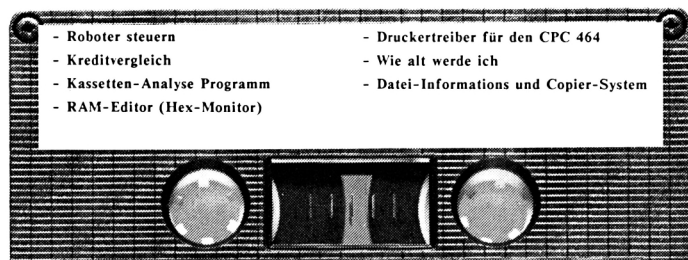 - Roboter steuern
- Kreditvergleich
- Kassetten-Analyse Programm
- RAM-Editor (Hex-Monitor)
- Druckertreiber für den CPC 464
- Wie alt werde ich
- Datei-Informations und Copier-System